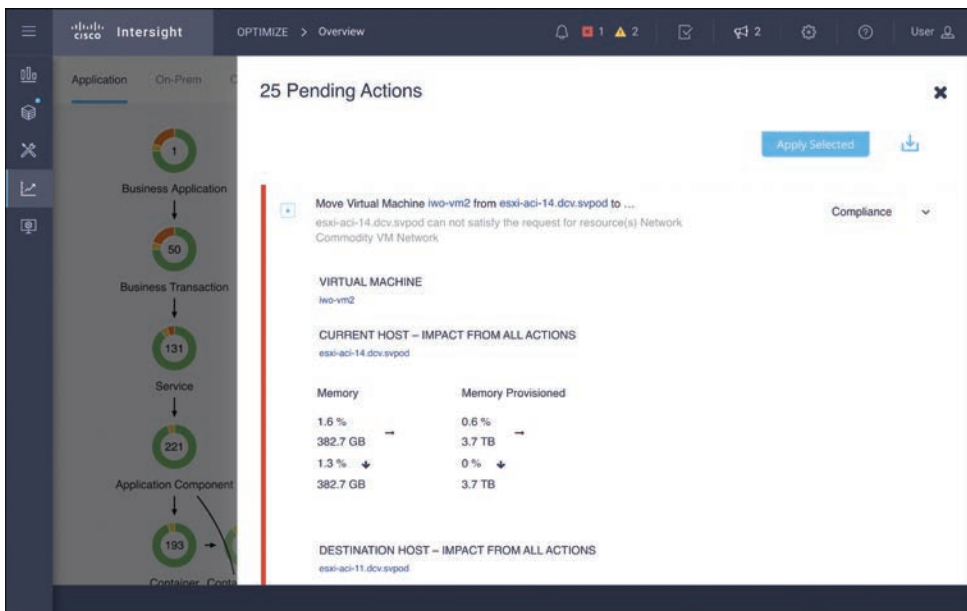 cisco Intersight
OPTIMIZE > Overview
1 2
2
User
Application On-Prem C
25 Pending Actions
Apply Selected
1
Business Application
50
Business Transaction
131
Service
221
Application Component
193
Container Conta
Move Virtual Machine iwo-vm2 from esxi-aci-14.dcv.svpod to ...
esxi-aci-14.dcv.svpod can not satisfy the request for resource(s) Network
Commodity VM Network
Compliance
VIRTUAL MACHINE
iwo-vm2
CURRENT HOST – IMPACT FROM ALL ACTIONS
esxi-aci-14.dcv.svpod
Memory Memory Provisioned
1.6 % 0.6 %
382.7 GB 3.7 TB
1.3 % 0 %
382.7 GB 3.7 TB
DESTINATION HOST – IMPACT FROM ALL ACTIONS
esxi-aci-11.dcv.svpod